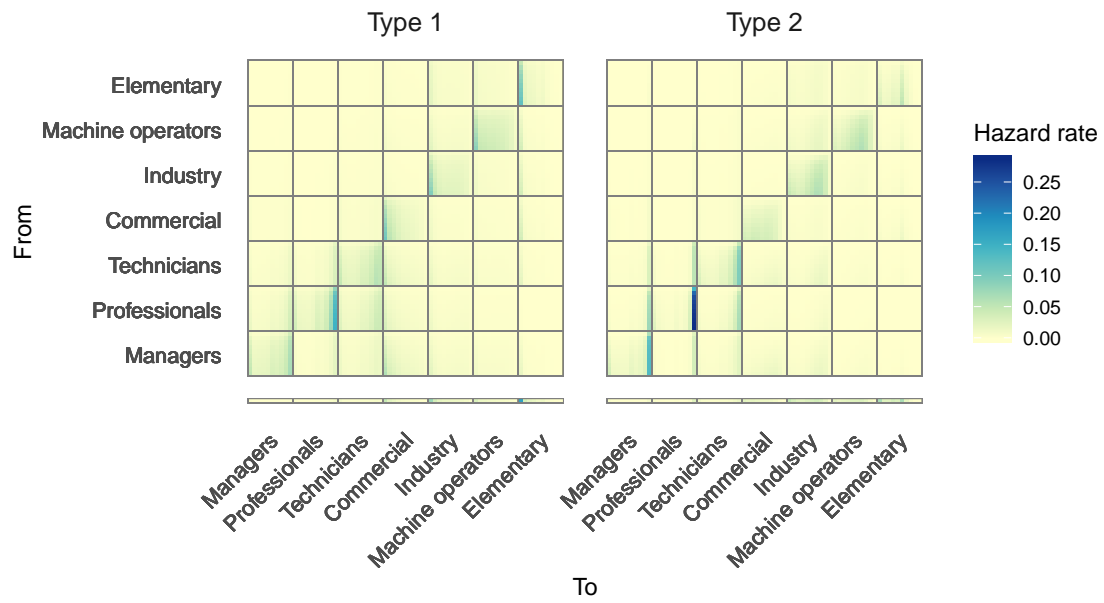 Type 1
Type 2
From
Elementary
Machine operators
Industry
Commercial
Technicians
Professionals
Managers
Managers
Professionals
Technicians
Commercial
Industry
Machine operators
Elementary
Managers
Professionals
Technicians
Commercial
Industry
Machine operators
Elementary
To
Hazard rate
0.25
0.20
0.15
0.10
0.05
0.00